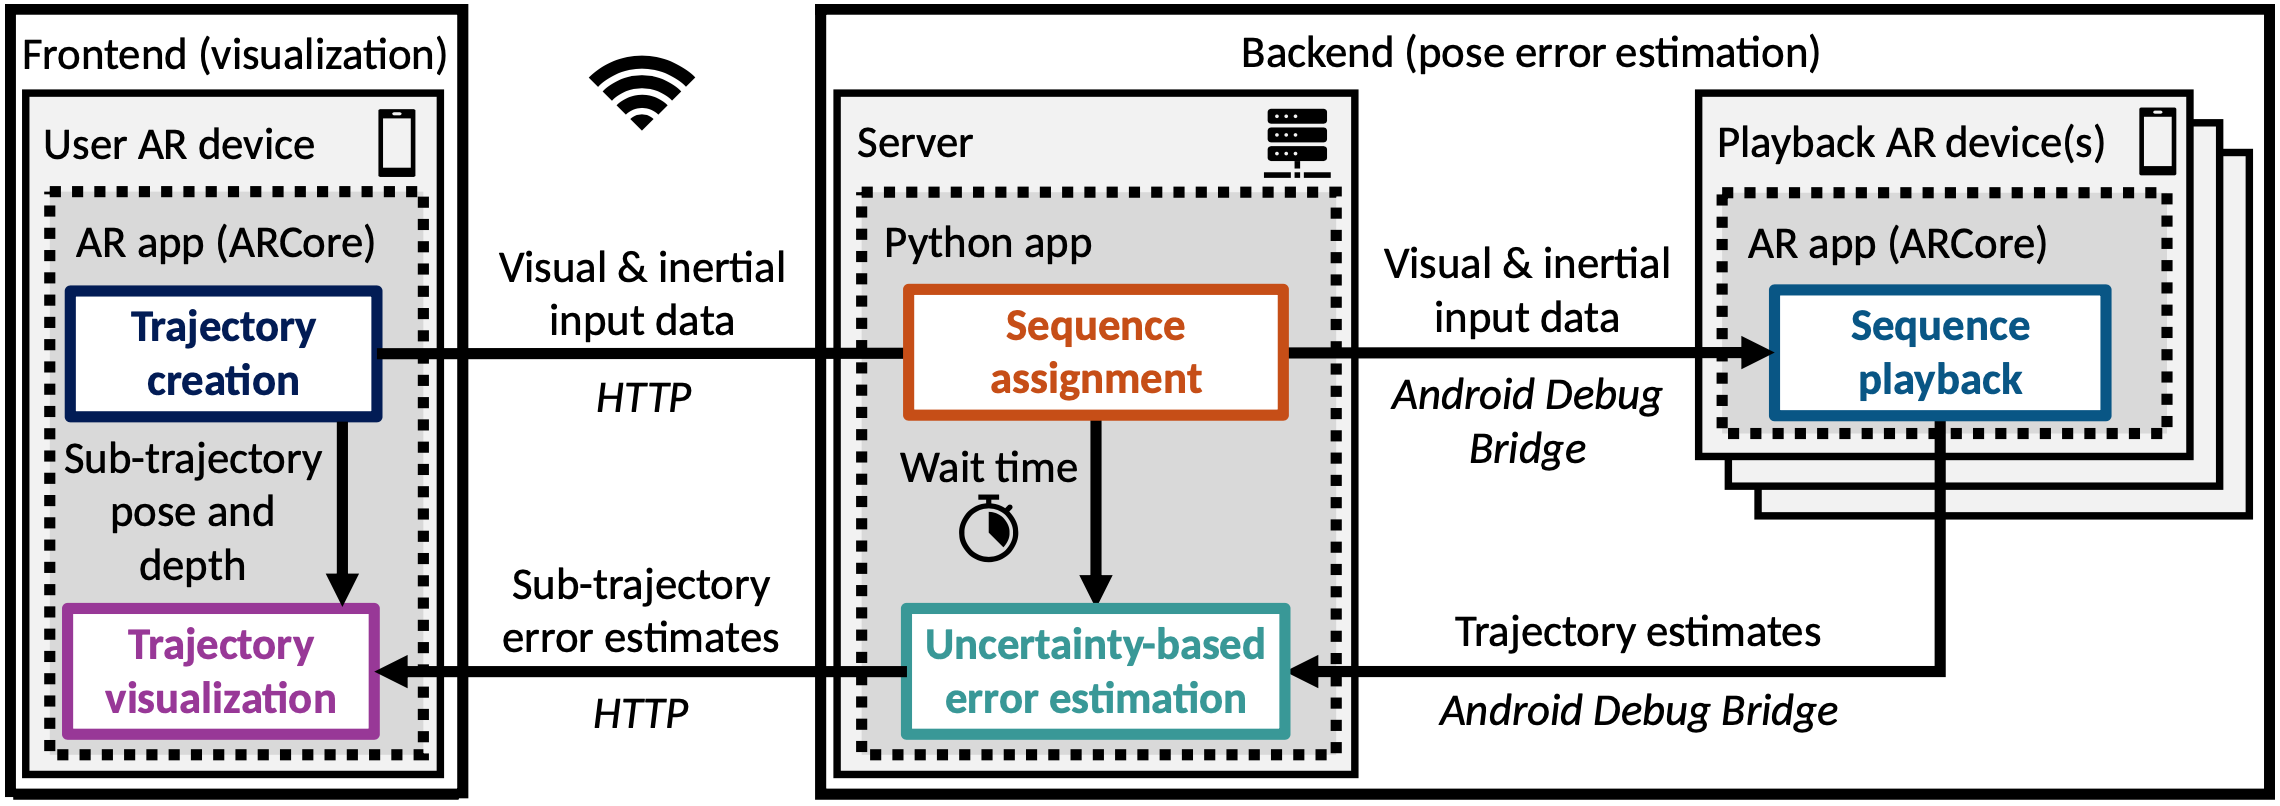 Frontend (visualization)
User AR device
AR app (ARCore)
Trajectory
creation
Sub-trajectory
pose and
depth
Trajectory
visualization
Visual & inertial
input data
HTTP
Sub-trajectory
error estimates
HTTP
Backend (pose error estimation)
Server
Python app
Sequence
assignment
Wait time
Uncertainty-based
error estimation
Visual & inertial
input data
Android Debug
Bridge
Playback AR device(s)
AR app (ARCore)
Sequence
playback
Trajectory estimates
Android Debug Bridge